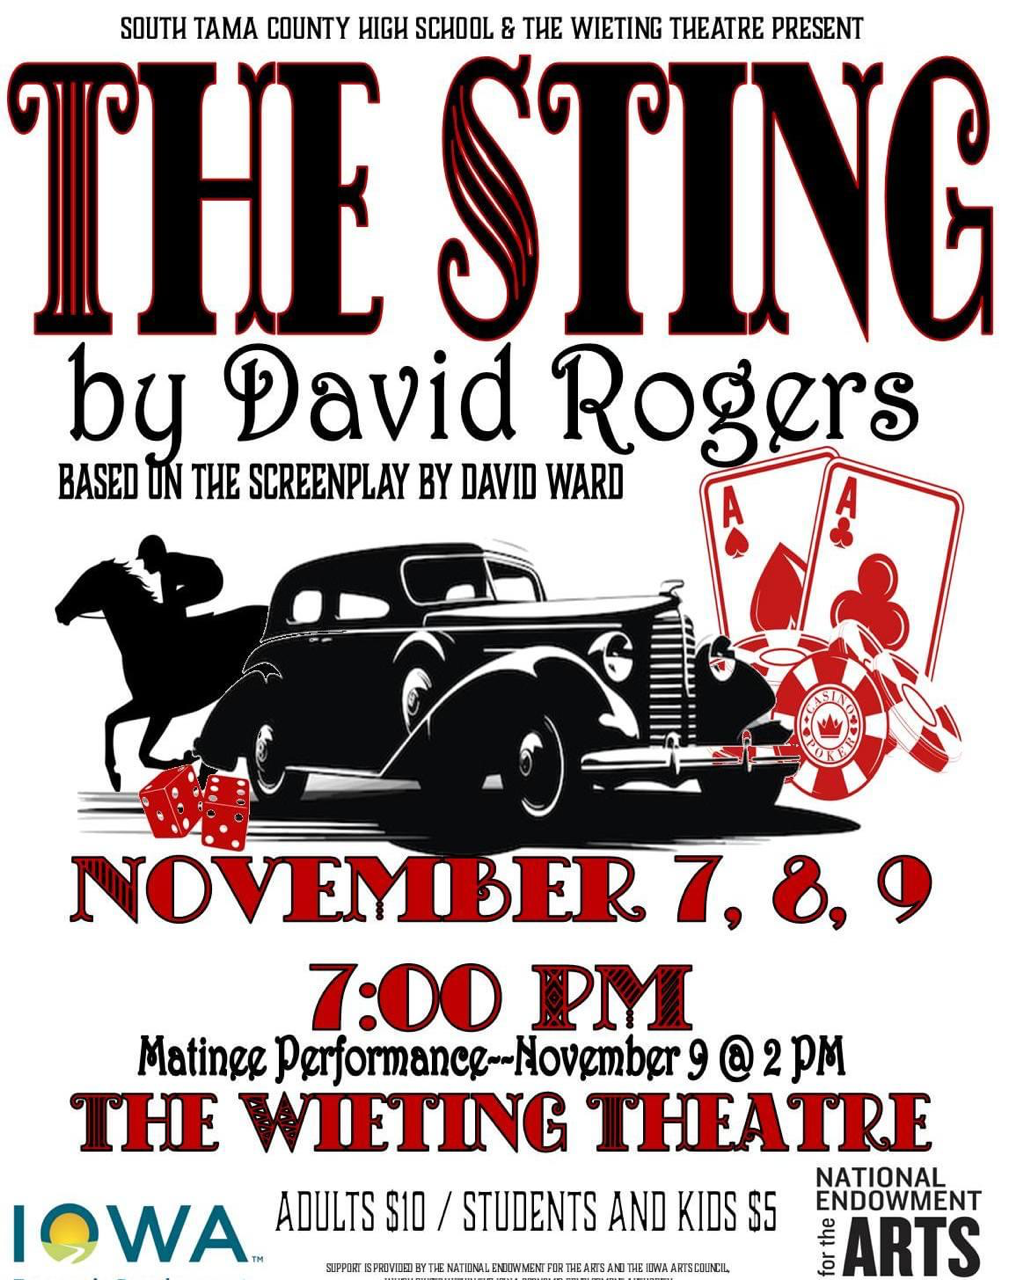 SOUTH TAMA COUNTY HIGH SCHOOL & THE WIETING THEATRE PRESENT
THE STING
by David Rogers
BASED ON THE SCREENPLAY BY DAVID WARD
A
A
CASINO
POKER
NOVEMBER 7, 8, 9
7:00 PM
Matinee Performance--November 9 @ 2 PM
THE WIETING THEATRE
ADULTS $10 / STUDENTS AND KIDS $5
IOWA™
NATIONAL
ENDOWMENT
for the ARTS
SUPPORT IS PROVIDED BY THE NATIONAL ENDOWMENT FOR THE ARTS AND THE IOWA ARTS COUNCIL,